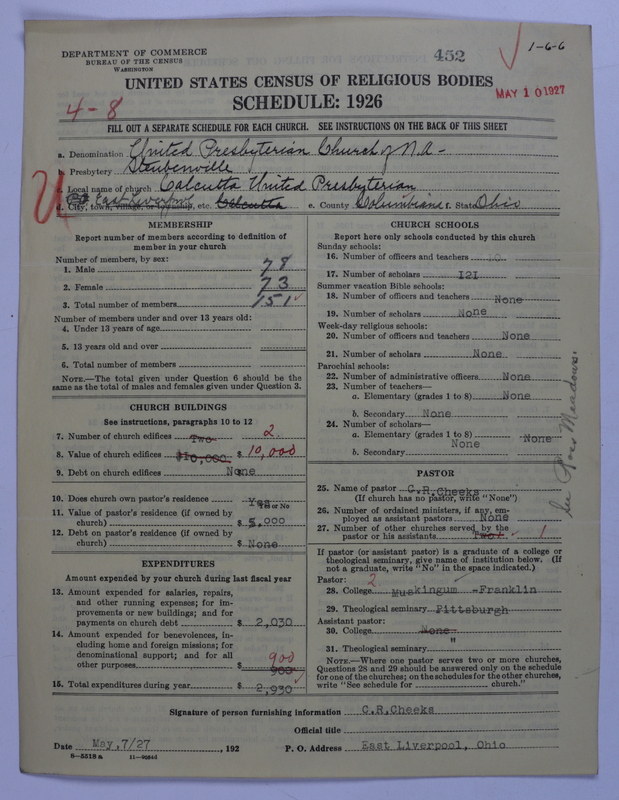 DEPARTMENT OF COMMERCE
BUREAU OF THE CENSUS
WASHINGTON
452
1-6-6
UNITED STATES CENSUS OF RELIGIOUS BODIES
SCHEDULE: 1926
MAY 10 1927
4-8
FILL OUT A SEPARATE SCHEDULE FOR EACH CHURCH. SEE INSTRUCTIONS ON THE BACK OF THIS SHEET
a. Denomination United Presbyterian Church of N.A-
b. Presbytery Steubenville
c. Local name of church Calcutta United Presbyterian
East Liverpool
d. City, town, village, or township, etc. Calcutta e. County Columbiana f. State Ohio
MEMBERSHIP
Report number of members according to definition of
member in your church
Number of members, by sex:
1. Male 78
2. Female 73
3. Total number of members 151
Number of members under and over 13 years old:
4. Under 13 years of age
5. 13 years old and over
6. Total number of members
NOTE.—The total given under Question 6 should be the
same as the total of males and females given under Question 3.
CHURCH BUILDINGS
See instructions, paragraphs 10 to 12
7. Number of church edifices Two 2
8. Value of church edifices $10,000 $ 10,000
9. Debt on church edifices None
10. Does church own pastor's residence Yes
Yes or No
11. Value of pastor's residence (if owned by
church) $ 5,000
12. Debt on pastor's residence (if owned by
church) $ None
EXPENDITURES
Amount expended by your church during last fiscal year
13. Amount expended for salaries, repairs,
and other running expenses; for im-
provements or new buildings; and for
payments on church debt $ 2,030
14. Amount expended for benevolences, in-
cluding home and foreign missions; for
denominational support; and for all
other purposes $ 900
900
15. Total expenditures during year $ 2,930
CHURCH SCHOOLS
Report here only schools conducted by this church
Sunday schools:
16. Number of officers and teachers
17. Number of scholars 121
Summer vacation Bible schools:
18. Number of officers and teachers None
19. Number of scholars None
Week-day religious schools:
20. Number of officers and teachers None
21. Number of scholars None
Parochial schools:
22. Number of administrative officers None
23. Number of teachers—
a. Elementary (grades 1 to 8) None
b. Secondary None
24. Number of scholars—
a. Elementary (grades 1 to 8) None
b. Secondary None
PASTOR
25. Name of pastor C.R.Cheeks
(If church has no pastor, write "None")
26. Number of ordained ministers, if any, em-
ployed as assistant pastors None
27. Number of other churches served by the
pastor or his assistants 1
If pastor (or assistant pastor) is a graduate of a college or
theological seminary, give name of institution below. (If
not a graduate, write "No" in the space indicated.)
Pastor: 2
28. College Muskingum -Franklin
29. Theological seminary Pittsburgh
Assistant pastor:
30. College None
31. Theological seminary "
NOTE.—Where one pastor serves two or more churches,
Questions 28 and 29 should be answered only on the schedule
for one of the churches; on the schedules for the other churches,
write "See schedule for church."
Signature of person furnishing information C.R.Cheeks
Official title
Date May,7/27, 192 P. O. Address East Liverpool, Ohio
8—5518 a 11—9624d